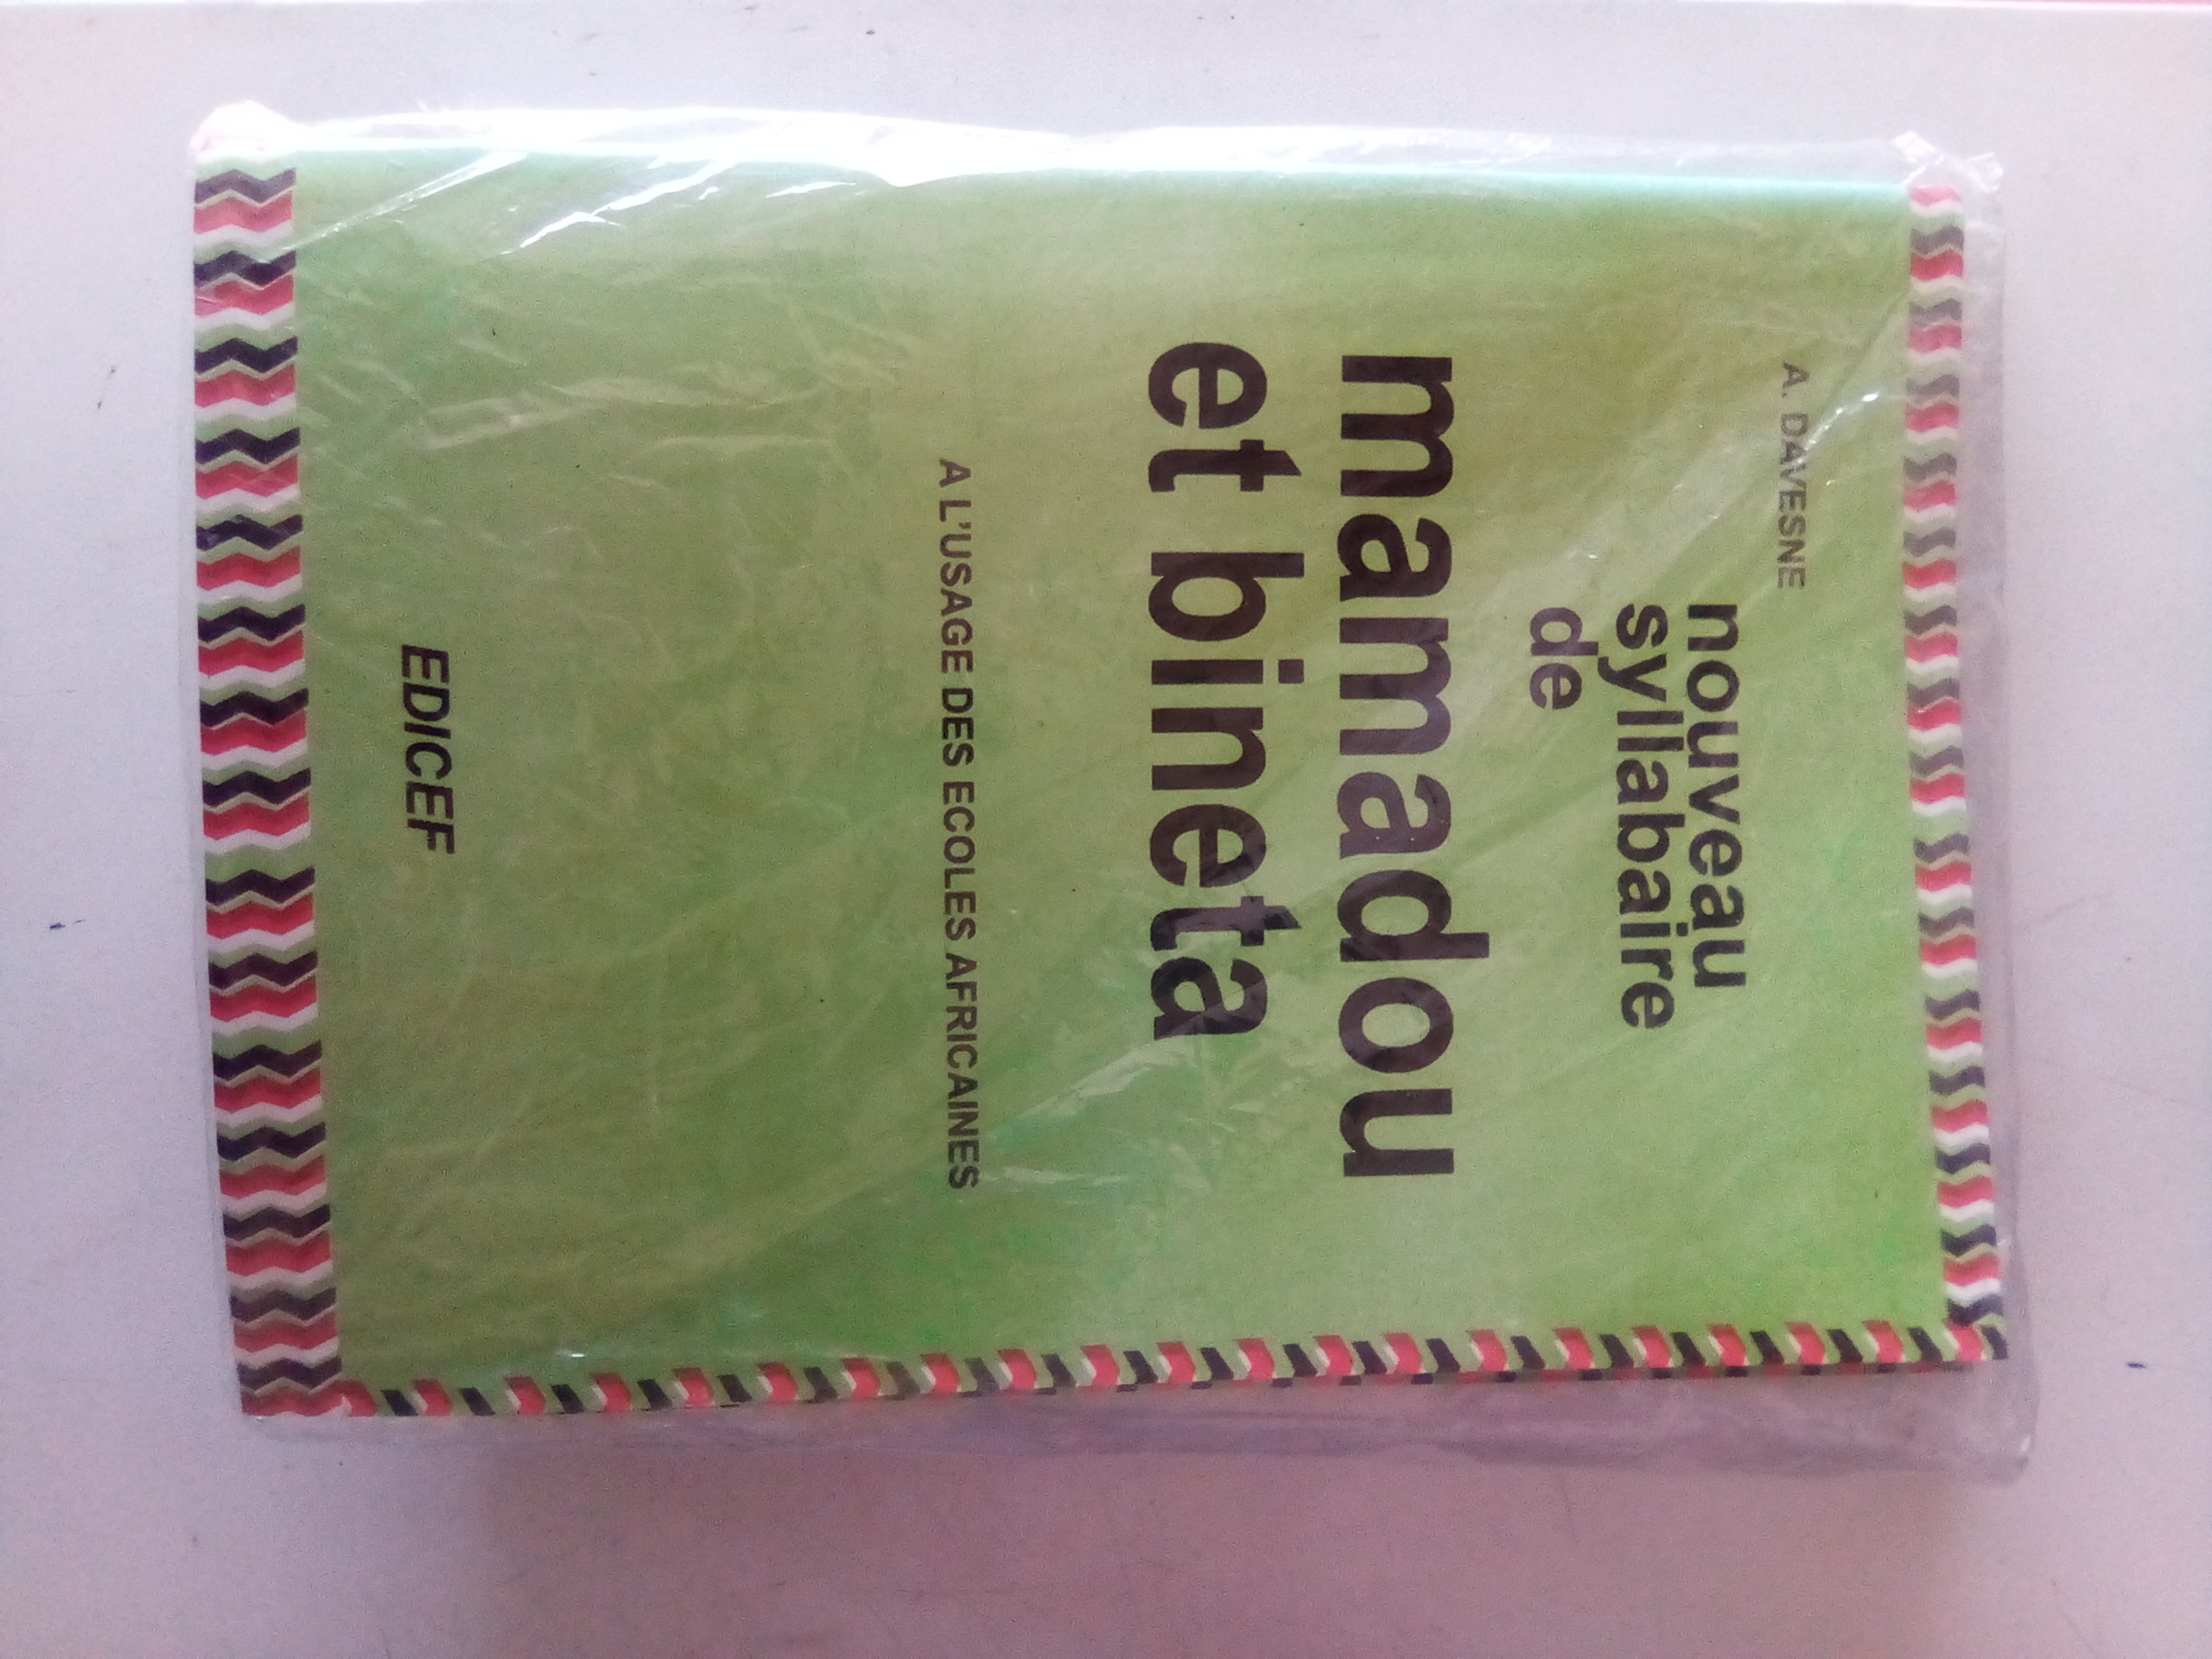 A. DAVESNE
nouveau
syllabaire
de
mamadou
et bineta
A L'USAGE DES ECOLES AFRICAINES
EDICEF